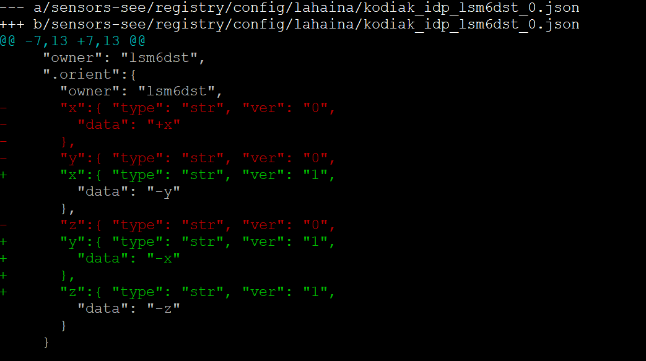 --- a/sensors-see/registry/config/lahaina/kodiak_idp_lsm6dst_0.json
+++ b/sensors-see/registry/config/lahaina/kodiak_idp_lsm6dst_0.json
@@ -7,13 +7,13 @@
     "owner": "lsm6dst",
     ".orient":{
       "owner": "lsm6dst",
-      "x":{ "type": "str", "ver": "0",
-        "data": "+x"
-      },
-      "y":{ "type": "str", "ver": "0",
+      "x":{ "type": "str", "ver": "1",
         "data": "-y"
       },
-      "z":{ "type": "str", "ver": "0",
+      "y":{ "type": "str", "ver": "1",
+        "data": "-x"
+      },
+      "z":{ "type": "str", "ver": "1",
         "data": "-z"
       }
     }